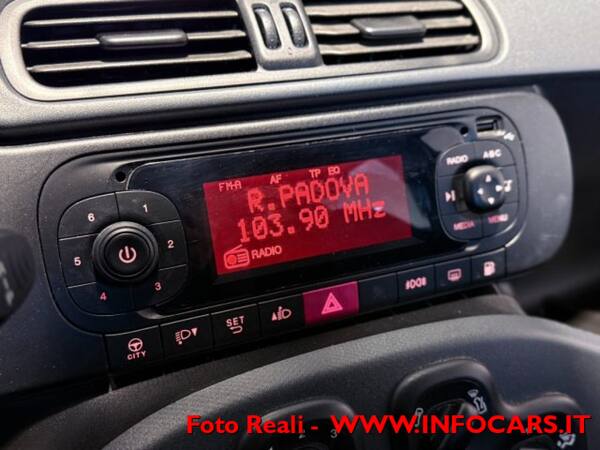 FM-A AF TP EQ
R.PADOVA
103.90 MHz
RADIO
RADIO A-B-C
MEDIA MENU
6 1
5 2
4 3
CITY
SET
Foto Reali - WWW.INFOCARS.IT